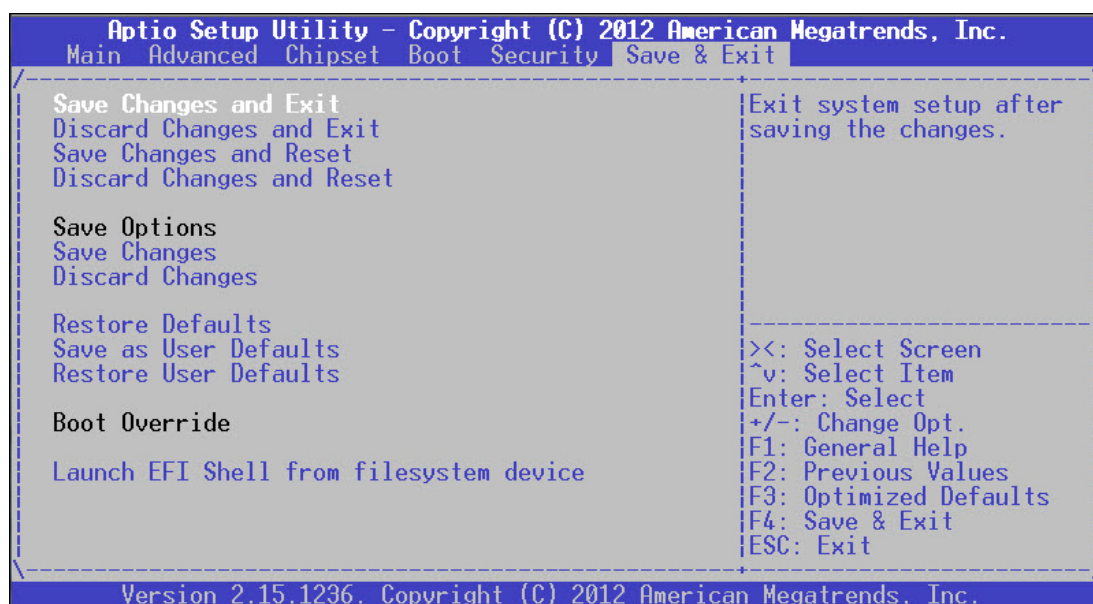 Aptio Setup Utility - Copyright (C) 2012 American Megatrends, Inc.
Main Advanced Chipset Boot Security Save & Exit
Save Changes and Exit
Discard Changes and Exit
Save Changes and Reset
Discard Changes and Reset
Save Options
Save Changes
Discard Changes
Restore Defaults
Save as User Defaults
Restore User Defaults
Boot Override
Launch EFI Shell from filesystem device
Exit system setup after
saving the changes.
><: Select Screen
^v: Select Item
Enter: Select
+/-: Change Opt.
F1: General Help
F2: Previous Values
F3: Optimized Defaults
F4: Save & Exit
ESC: Exit
Version 2.15.1236. Copyright (C) 2012 American Megatrends, Inc.